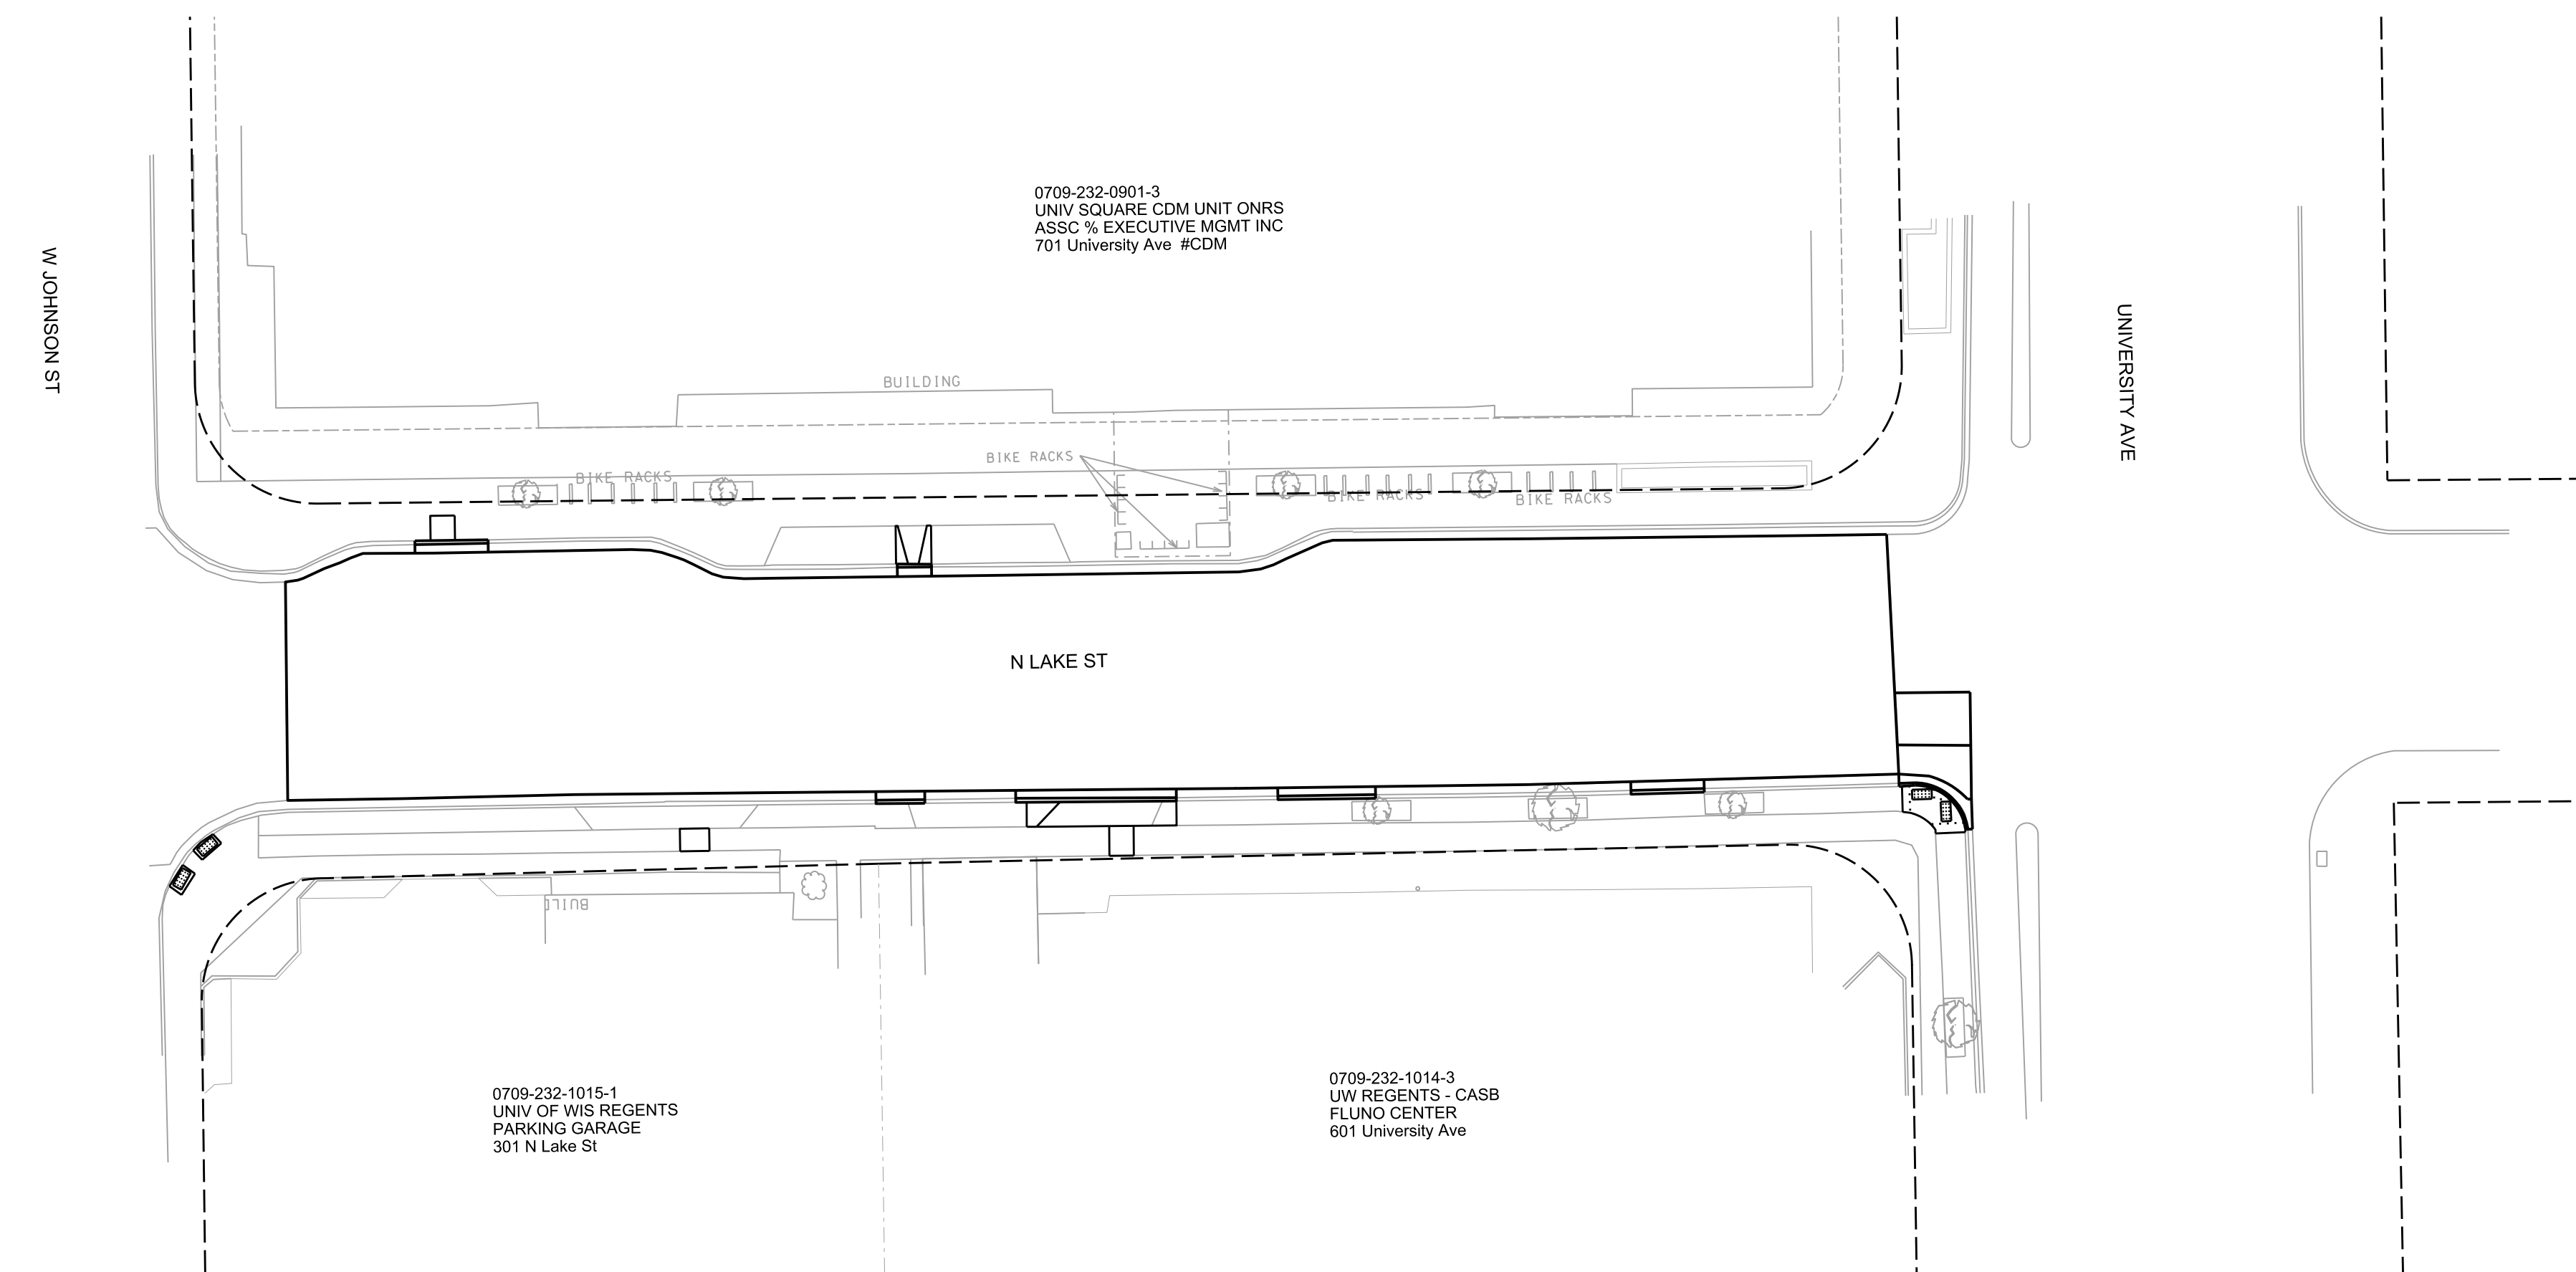 0709-232-0901-3
UNIV SQUARE CDM UNIT ONRS
ASSC % EXECUTIVE MGMT INC
701 University Ave #CDM
W JOHNSON ST
UNIVERSITY AVE
BUILDING
BIKE RACKS
BIKE RACKS
BIKE RACKS
BIKE RACKS
N LAKE ST
BUILD
0709-232-1015-1
UNIV OF WIS REGENTS
PARKING GARAGE
301 N Lake St
0709-232-1014-3
UW REGENTS - CASB
FLUNO CENTER
601 University Ave